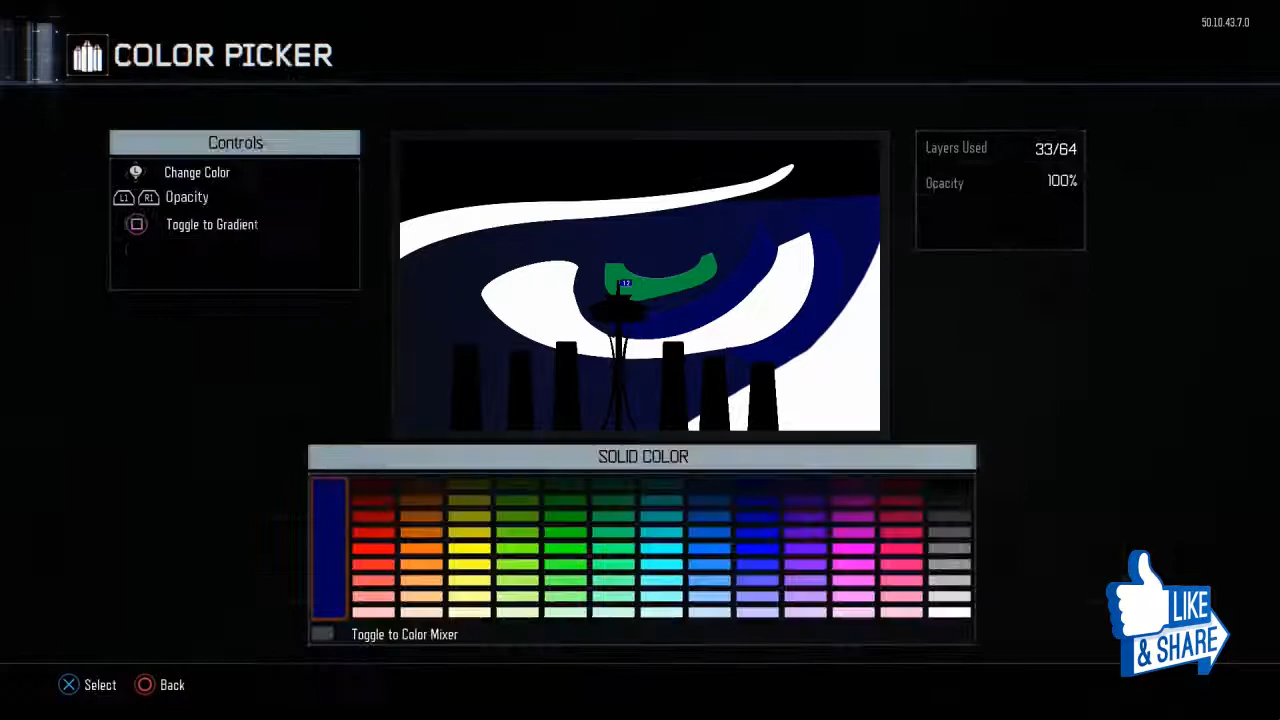 50.10.43.7.0
COLOR PICKER
Controls
L Change Color
L1 R1 Opacity
Toggle to Gradient
Layers Used 33/64
Opacity 100%
12
SOLID COLOR
Toggle to Color Mixer
LIKE
& SHARE
Select Back